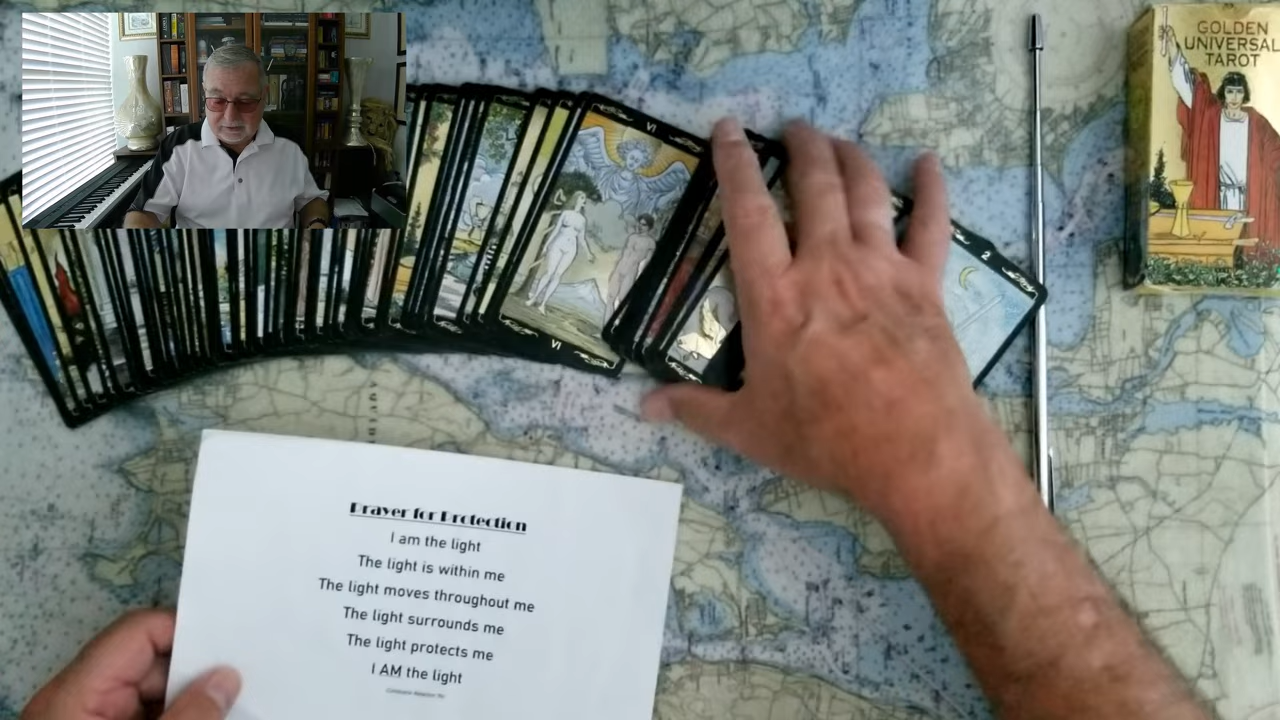 GOLDEN
UNIVERSAL
TAROT
VI
2
VI
Prayer for Protection
I am the light
The light is within me
The light moves throughout me
The light surrounds me
The light protects me
I AM the light